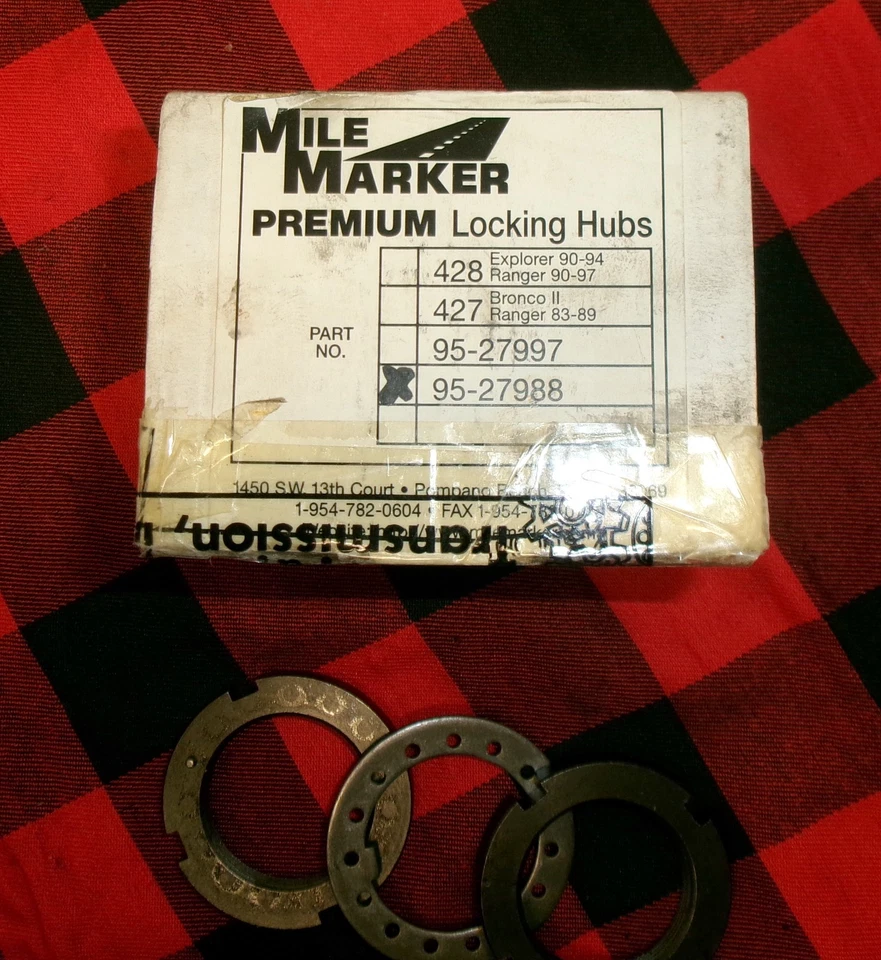 MILE
MARKER
PREMIUM Locking Hubs
PART
NO.
428 Explorer 90-94
Ranger 90-97
427 Bronco II
Ranger 83-89
95-27997
X 95-27988
1450 S.W. 13th Court • Pompano
1-954-782-0604 • FAX 1-954-
Transmission,